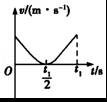 v/(m · s⁻¹)
O
t₁/2
t₁
t/s